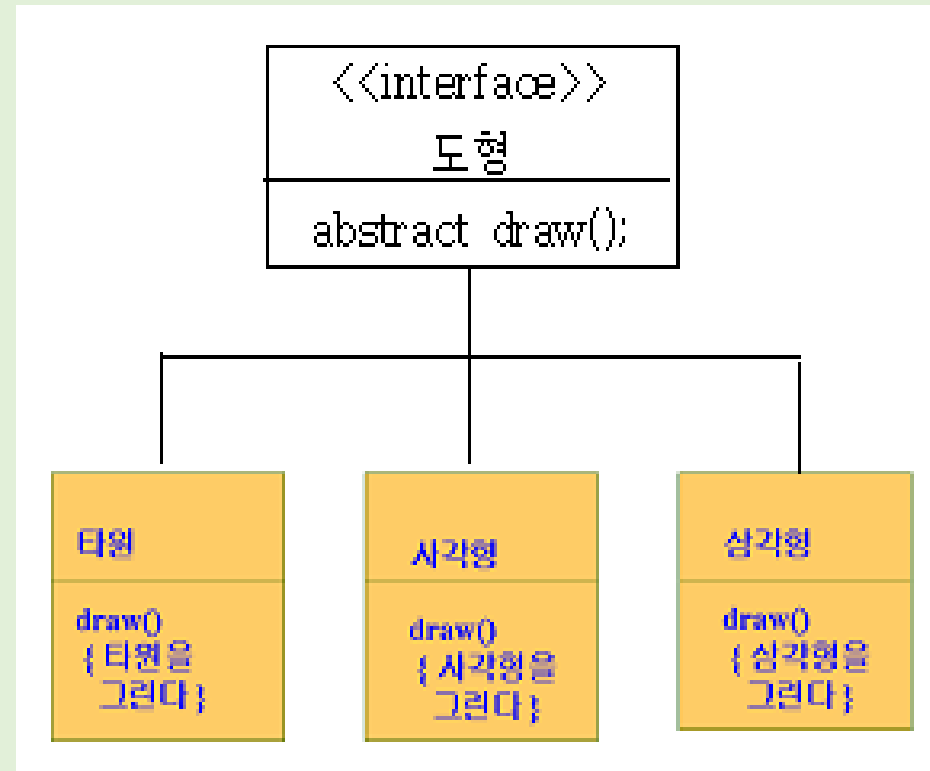 <<interface>>
도형
abstract draw();
타원
draw()
{ 타원을
그린다 }
사각형
draw()
{ 사각형을
그린다 }
삼각형
draw()
{ 삼각형을
그린다 }